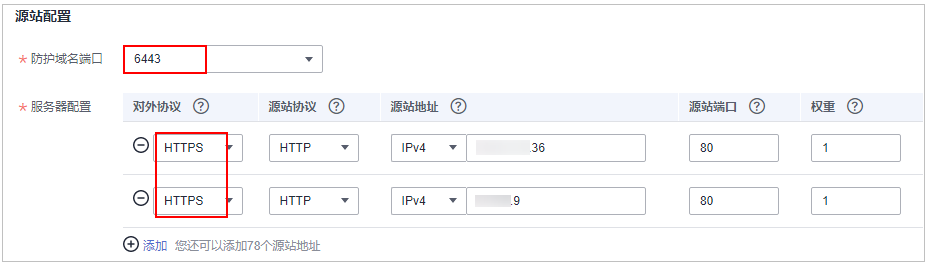 源站配置
* 防护域名端口 6443
* 服务器配置 对外协议 ? 源站协议 ? 源站地址 ? 源站端口 ? 权重 ?
HTTPS HTTP IPv4 .36 80 1
HTTPS HTTP IPv4 .9 80 1
添加 您还可以添加78个源站地址